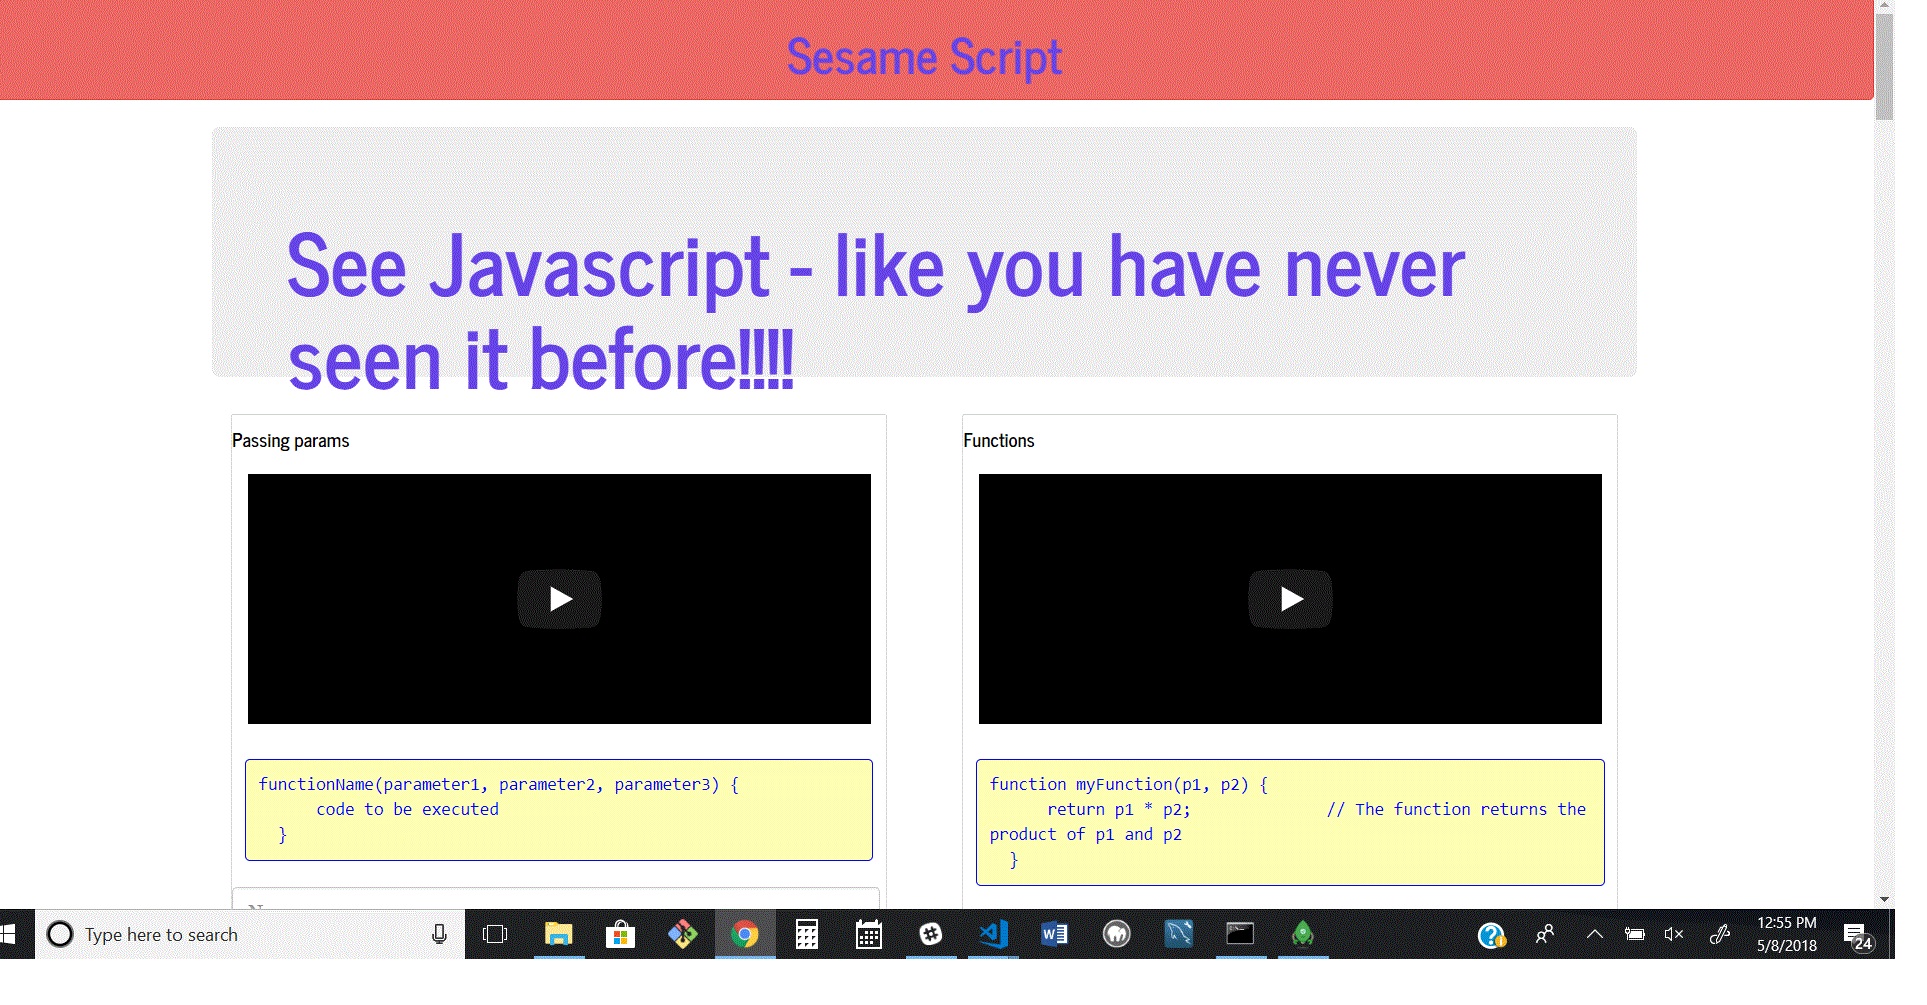 Sesame Script
See Javascript - like you have never
seen it before!!!!
Passing params
functionName(parameter1, parameter2, parameter3) {
code to be executed
}
Functions
function myFunction(p1, p2) {
return p1 * p2; // The function returns the
product of p1 and p2
}
Type here to search
12:55 PM
5/8/2018
24